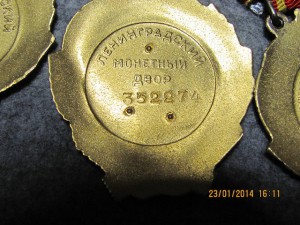 ЛЕНИНГРАДСКИЙ
МОНЕТНЫЙ
ДВОР
352874
23/01/2014 16:11